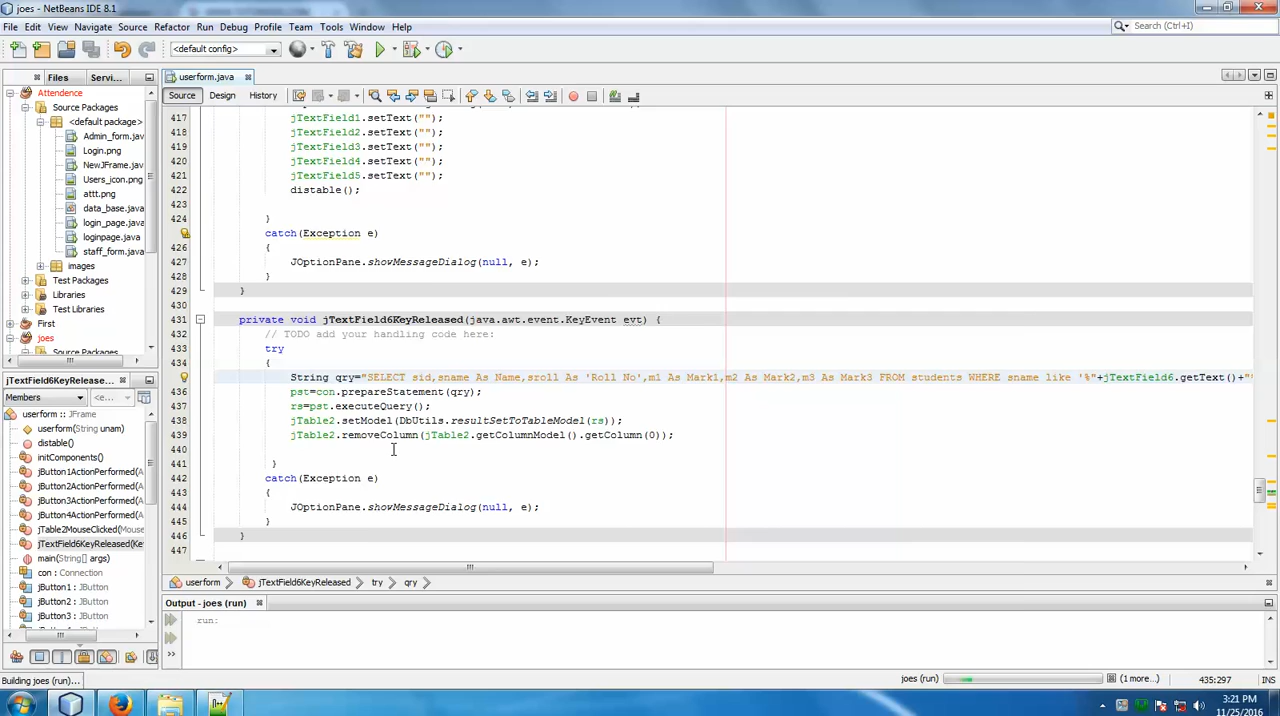 joes - NetBeans IDE 8.1
File Edit View Navigate Source Refactor Run Debug Profile Team Tools Window Help
Search (Ctrl+I)
<default config>
Files Servi...
userform.java
Source Design History
Attendence
Source Packages
<default package>
Admin_form.jav
Login.png
NewJFrame.jav
Users_icon.png
attt.png
data_base.java
login_page.java
loginpage.java
staff_form.java
images
Test Packages
Libraries
Test Libraries
First
joes
Source Packages
417 jTextField1.setText("");
418 jTextField2.setText("");
419 jTextField3.setText("");
420 jTextField4.setText("");
421 jTextField5.setText("");
422 distable();
423
424 }
catch(Exception e)
426 {
427 JOptionPane.showMessageDialog(null, e);
428 }
429 }
430
431 private void jTextField6KeyReleased(java.awt.event.KeyEvent evt) {
432 // TODO add your handling code here:
433 try
434 {
String qry="SELECT sid,sname As Name,sroll As 'Roll No',m1 As Mark1,m2 As Mark2,m3 As Mark3 FROM students WHERE sname like '%"+jTextField6.getText()+"%
436 pst=con.prepareStatement(qry);
437 rs=pst.executeQuery();
438 jTable2.setModel(DbUtils.resultSetToTableModel(rs));
439 jTable2.removeColumn(jTable2.getColumnModel().getColumn(0));
440
441 }
442 catch(Exception e)
443 {
444 JOptionPane.showMessageDialog(null, e);
445 }
446 }
447
jTextField6KeyRelease...
Members <e...
userform :: JFrame
userform(String unam)
distable()
initComponents()
jButton1ActionPerformed(A
jButton2ActionPerformed(A
jButton3ActionPerformed(A
jButton4ActionPerformed(A
jTable2MouseClicked(Mouse
jTextField6KeyReleased(Ke
main(String[] args)
con : Connection
jButton1 : JButton
jButton2 : JButton
jButton3 : JButton
userform jTextField6KeyReleased try qry
Output - joes (run)
run:
Building joes (run)...
joes (run) (1 more...) 435:297 INS
3:21 PM
11/25/2016